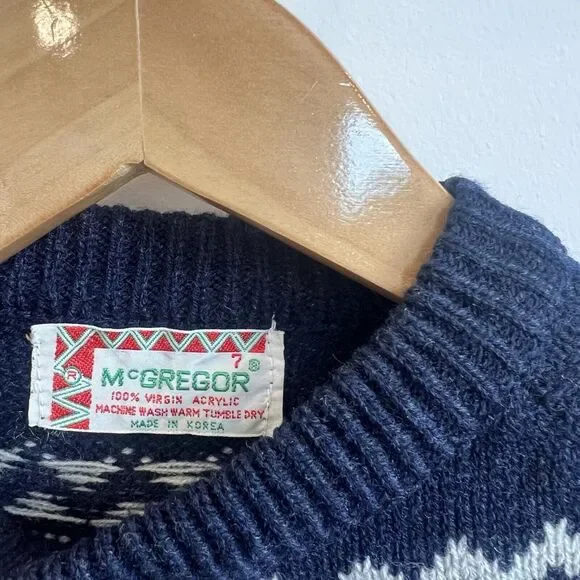 7
McGREGOR®
100% VIRGIN ACRYLIC
MACHINE WASH WARM TUMBLE DRY
MADE IN KOREA
®